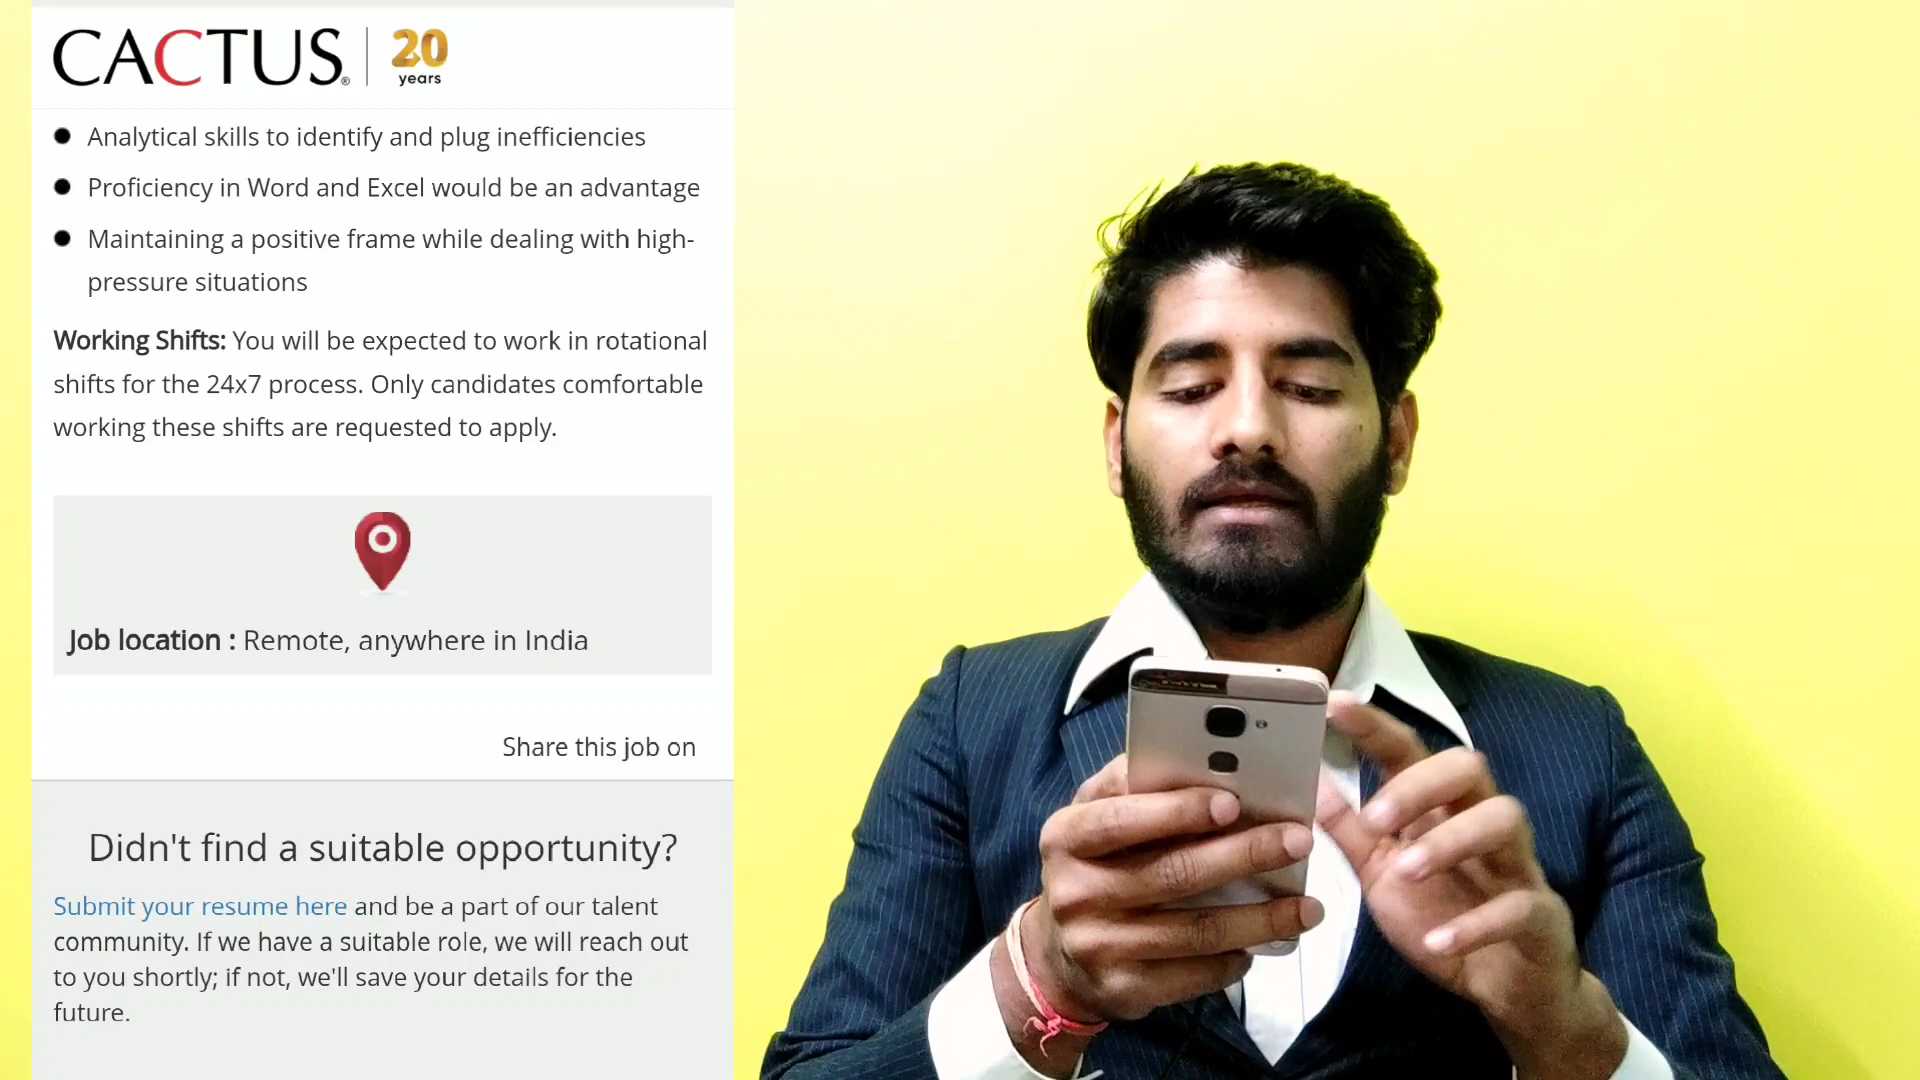 CACTUS® | 20
years
● Analytical skills to identify and plug inefficiencies
● Proficiency in Word and Excel would be an advantage
● Maintaining a positive frame while dealing with high-
pressure situations
Working Shifts: You will be expected to work in rotational
shifts for the 24x7 process. Only candidates comfortable
working these shifts are requested to apply.
Job location : Remote, anywhere in India
Share this job on
Didn't find a suitable opportunity?
Submit your resume here and be a part of our talent
community. If we have a suitable role, we will reach out
to you shortly; if not, we'll save your details for the
future.